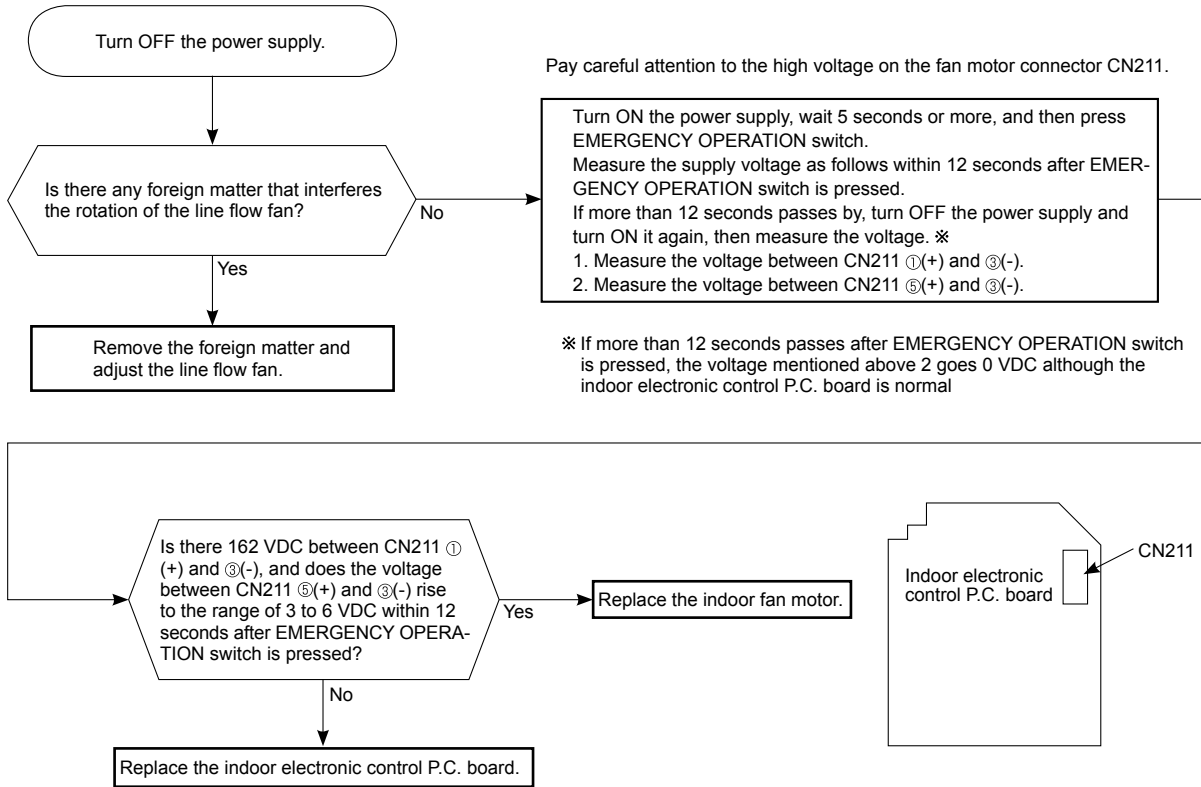 Turn OFF the power supply.
Is there any foreign matter that interferes
the rotation of the line flow fan?
No
Yes
Remove the foreign matter and
adjust the line flow fan.
Pay careful attention to the high voltage on the fan motor connector CN211.
Turn ON the power supply, wait 5 seconds or more, and then press
EMERGENCY OPERATION switch.
Measure the supply voltage as follows within 12 seconds after EMER-
GENCY OPERATION switch is pressed.
If more than 12 seconds passes by, turn OFF the power supply and
turn ON it again, then measure the voltage. ※
1. Measure the voltage between CN211 ①(+) and ③(-).
2. Measure the voltage between CN211 ⑤(+) and ③(-).
※ If more than 12 seconds passes after EMERGENCY OPERATION switch
is pressed, the voltage mentioned above 2 goes 0 VDC although the
indoor electronic control P.C. board is normal
Is there 162 VDC between CN211 ①
(+) and ③(-), and does the voltage
between CN211 ⑤(+) and ③(-) rise
to the range of 3 to 6 VDC within 12
seconds after EMERGENCY OPERA-
TION switch is pressed?
Yes
Replace the indoor fan motor.
No
Replace the indoor electronic control P.C. board.
CN211
Indoor electronic
control P.C. board